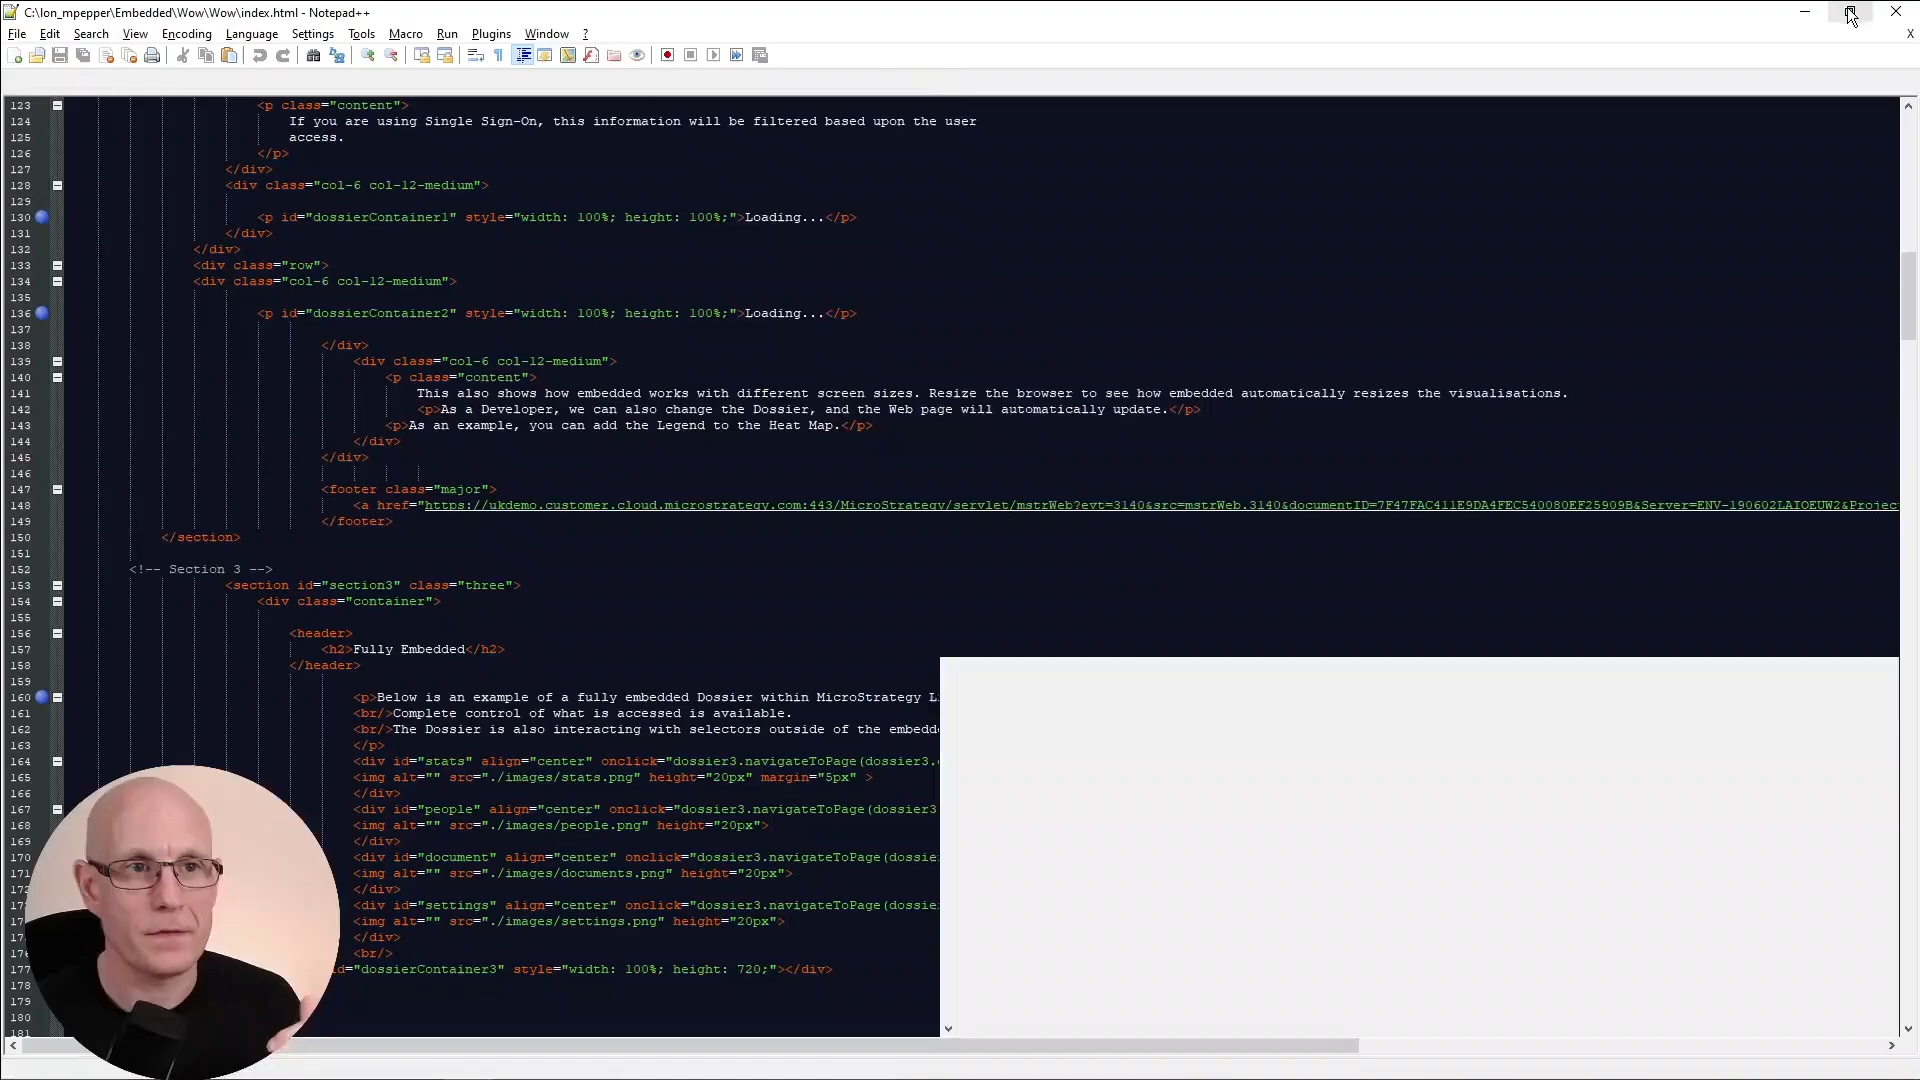 C:\lon_mpepper\Embedded\Wow\Wow\index.html - Notepad++
File Edit Search View Encoding Language Settings Tools Macro Run Plugins Window ? X
123 <p class="content">
124 If you are using Single Sign-On, this information will be filtered based upon the user
125 access.
126 </p>
127 </div>
128 <div class="col-6 col-12-medium">
129
130 <p id="dossierContainer1" style="width: 100%; height: 100%;">Loading...</p>
131 </div>
132 </div>
133 <div class="row">
134 <div class="col-6 col-12-medium">
135
136 <p id="dossierContainer2" style="width: 100%; height: 100%;">Loading...</p>
137
138 </div>
139 <div class="col-6 col-12-medium">
140 <p class="content">
141 This also shows how embedded works with different screen sizes. Resize the browser to see how embedded automatically resizes the visualisations.
142 <p>As a Developer, we can also change the Dossier, and the Web page will automatically update.</p>
143 <p>As an example, you can add the Legend to the Heat Map.</p>
144 </div>
145 </div>
146
147 <footer class="major">
148 <a href="https://ukdemo.customer.cloud.microstrategy.com:443/MicroStrategy/servlet/mstrWeb?evt=3140&src=mstrWeb.3140&documentID=7F47FAC411E9DA4FEC540080EF25909B&Server=ENV-190602LAIOEUW2&Projec
149 </footer>
150 </section>
151
152 <!-- Section 3 -->
153 <section id="section3" class="three">
154 <div class="container">
155
156 <header>
157 <h2>Fully Embedded</h2>
158 </header>
159
160 <p>Below is an example of a fully embedded Dossier within MicroStrategy L
161 <br/>Complete control of what is accessed is available.
162 <br/>The Dossier is also interacting with selectors outside of the embedd
163 </p>
164 <div id="stats" align="center" onclick="dossier3.navigateToPage(dossier3.
165 <img alt="" src="./images/stats.png" height="20px" margin="5px" >
166 </div>
167 <div id="people" align="center" onclick="dossier3.navigateToPage(dossier3
168 <img alt="" src="./images/people.png" height="20px">
169 </div>
170 <div id="document" align="center" onclick="dossier3.navigateToPage(dossie
171 <img alt="" src="./images/documents.png" height="20px">
172 </div>
17 <div id="settings" align="center" onclick="dossier3.navigateToPage(dossie
17 <img alt="" src="./images/settings.png" height="20px">
17 </div>
176 <br/>
177 id="dossierContainer3" style="width: 100%; height: 720;"></div>
178
179
180
181